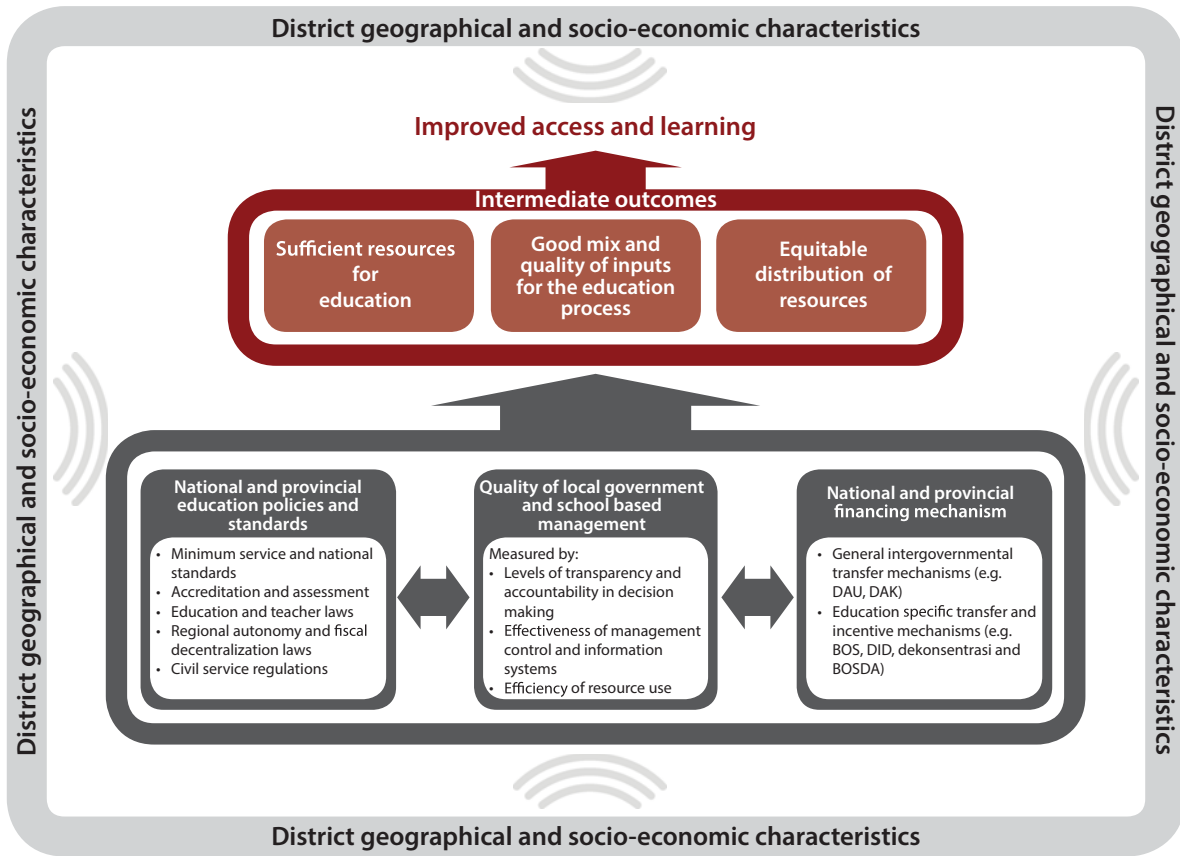 District geographical and socio-economic characteristics
District geographical and socio-economic characteristics
District geographical and socio-economic characteristics
Improved access and learning
Intermediate outcomes
Sufficient resources
for
education
Good mix and
quality of inputs
for the education
process
Equitable
distribution of
resources
National and provincial
education policies and
standards
• Minimum service and national
standards
• Accreditation and assessment
• Education and teacher laws
• Regional autonomy and fiscal
decentralization laws
• Civil service regulations
Quality of local government
and school based
management
Measured by:
• Levels of transparency and
accountability in decision
making
• Effectiveness of management
control and information
systems
• Efficiency of resource use
National and provincial
financing mechanism
• General intergovernmental
transfer mechanisms (e.g.
DAU, DAK)
• Education specific transfer and
incentive mechanisms (e.g.
BOS, DID, dekonsentrasi and
BOSDA)
District geographical and socio-economic characteristics